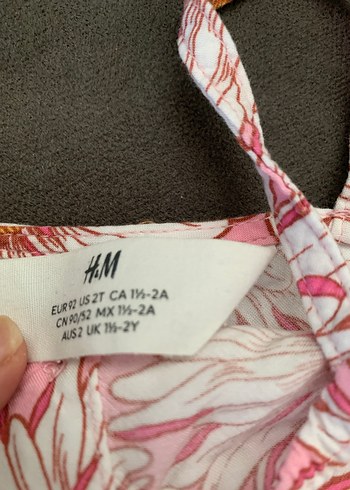 H&M
EUR 92 US 2T CA 1½-2A
CN 90/52 MX 1½-2A
AUS 2 UK 1½-2Y